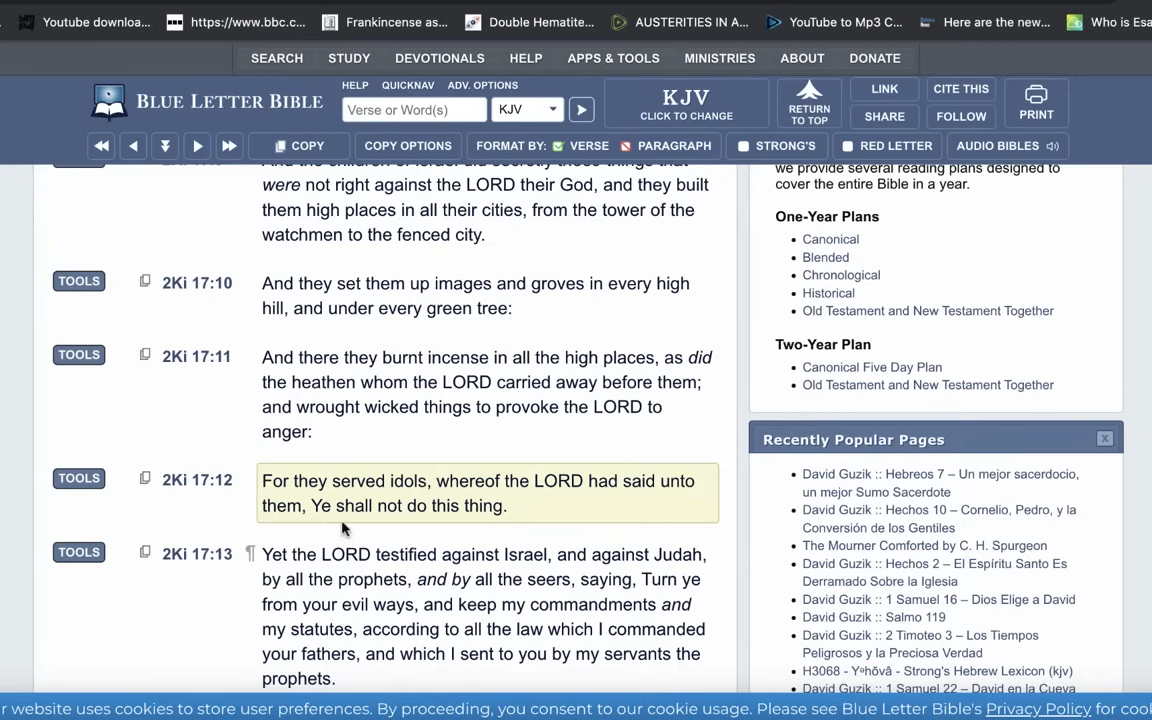 Youtube downloa...
https://www.bbc.c...
Frankincense as...
Double Hematite...
AUSTERITIES IN A...
YouTube to Mp3 C...
Here are the new...
Who is Esa
SEARCH STUDY DEVOTIONALS HELP APPS & TOOLS MINISTRIES ABOUT DONATE
BLUE LETTER BIBLE
HELP QUICKNAV ADV. OPTIONS
Verse or Word(s)
KJV
KJV
CLICK TO CHANGE
RETURN
TO TOP
LINK
CITE THIS
SHARE
FOLLOW
PRINT
COPY
COPY OPTIONS
FORMAT BY: VERSE PARAGRAPH
STRONG'S
RED LETTER
AUDIO BIBLES
And the children of Israel did secretly those things that
were not right against the LORD their God, and they built
them high places in all their cities, from the tower of the
watchmen to the fenced city.
TOOLS 2Ki 17:10 And they set them up images and groves in every high
hill, and under every green tree:
TOOLS 2Ki 17:11 And there they burnt incense in all the high places, as did
the heathen whom the LORD carried away before them;
and wrought wicked things to provoke the LORD to
anger:
TOOLS 2Ki 17:12 For they served idols, whereof the LORD had said unto
them, Ye shall not do this thing.
TOOLS 2Ki 17:13 ¶ Yet the LORD testified against Israel, and against Judah,
by all the prophets, and by all the seers, saying, Turn ye
from your evil ways, and keep my commandments and
my statutes, according to all the law which I commanded
your fathers, and which I sent to you by my servants the
prophets.
we provide several reading plans designed to
cover the entire Bible in a year.
One-Year Plans
• Canonical
• Blended
• Chronological
• Historical
• Old Testament and New Testament Together
Two-Year Plan
• Canonical Five Day Plan
• Old Testament and New Testament Together
Recently Popular Pages
x
• David Guzik :: Hebreos 7 – Un mejor sacerdocio,
un mejor Sumo Sacerdote
• David Guzik :: Hechos 10 – Cornelio, Pedro, y la
Conversión de los Gentiles
• The Mourner Comforted by C. H. Spurgeon
• David Guzik :: Hechos 2 – El Espíritu Santo Es
Derramado Sobre la Iglesia
• David Guzik :: 1 Samuel 16 – Dios Elige a David
• David Guzik :: Salmo 119
• David Guzik :: 2 Timoteo 3 – Los Tiempos
Peligrosos y la Preciosa Verdad
• H3068 - Yᵊhōvâ - Strong's Hebrew Lexicon (kjv)
• David Guzik :: 1 Samuel 22 – David en la Cueva
r website uses cookies to store user preferences. By proceeding, you consent to our cookie usage. Please see Blue Letter Bible's Privacy Policy for cook